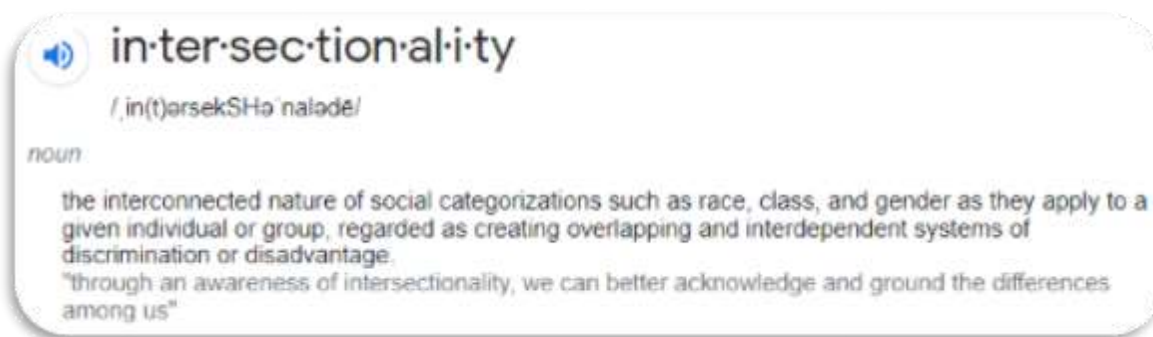 in·ter·sec·tion·al·i·ty
/ˌin(t)ərsekSHəˈnalədē/
noun
the interconnected nature of social categorizations such as race, class, and gender as they apply to a
given individual or group, regarded as creating overlapping and interdependent systems of
discrimination or disadvantage.
"through an awareness of intersectionality, we can better acknowledge and ground the differences
among us"